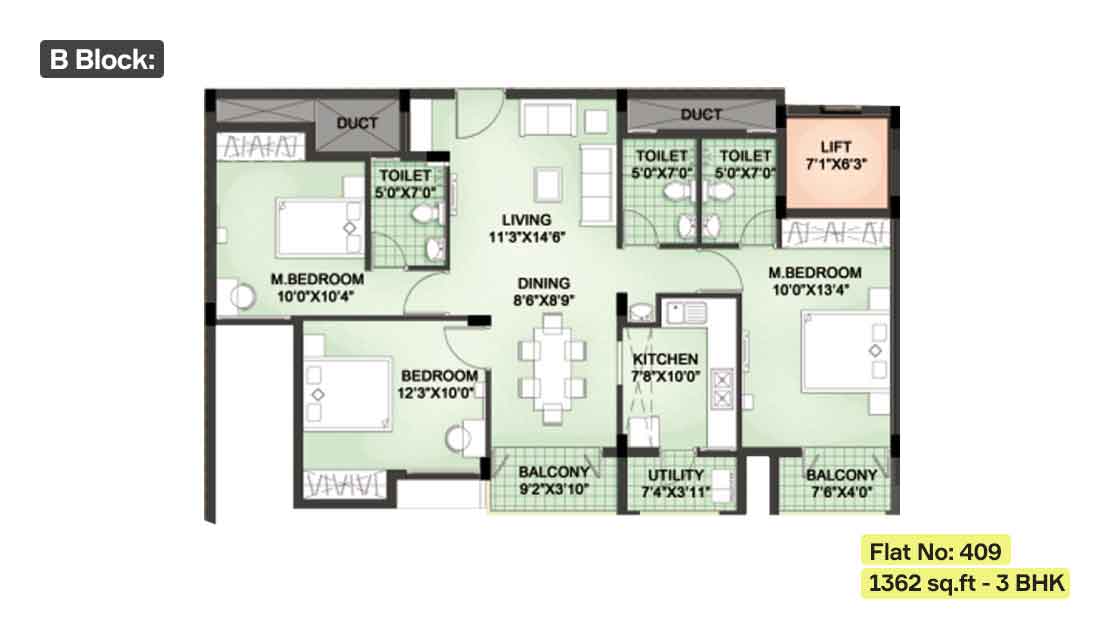 B Block:
DUCT
DUCT
LIFT
7'1"X6'3"
TOILET
5'0"X7'0"
TOILET
5'0"X7'0"
TOILET
5'0"X7'0"
LIVING
11'3"X14'6"
M.BEDROOM
10'0"X10'4"
DINING
8'6"X8'9"
M.BEDROOM
10'0"X13'4"
BEDROOM
12'3"X10'0"
KITCHEN
7'8"X10'0"
BALCONY
9'2"X3'10"
UTILITY
7'4"X3'11"
BALCONY
7'6"X4'0"
Flat No: 409
1362 sq.ft - 3 BHK